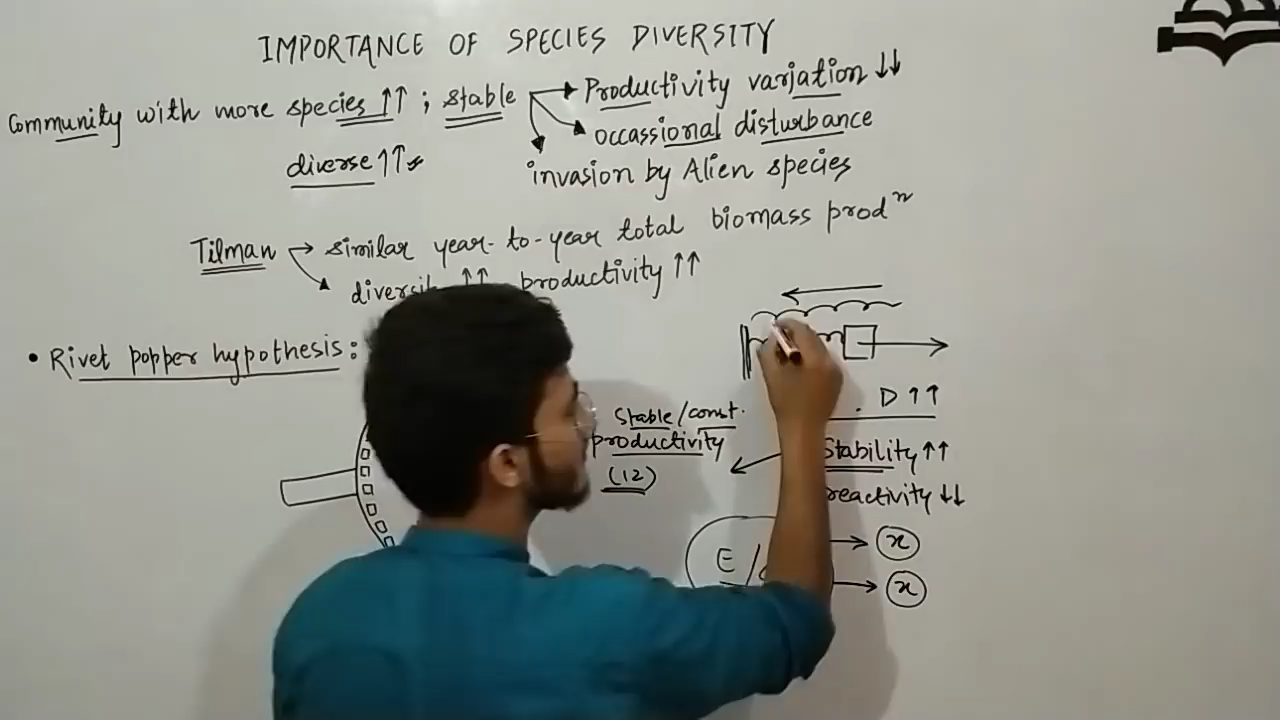 IMPORTANCE OF SPECIES DIVERSITY
Community with more species ↑↑ ; stable → Productivity variation ↓↓
occassional disturbance
diverse ↑↑
invasion by Alien species
Tilman → similar year-to-year total biomass prodⁿ
↑↑ productivity ↑↑
• Rivet popper hypothesis:
D ↑↑
Stable/const.
productivity
(12)
Stability ↑↑
reactivity ↓↓
E/
x
x